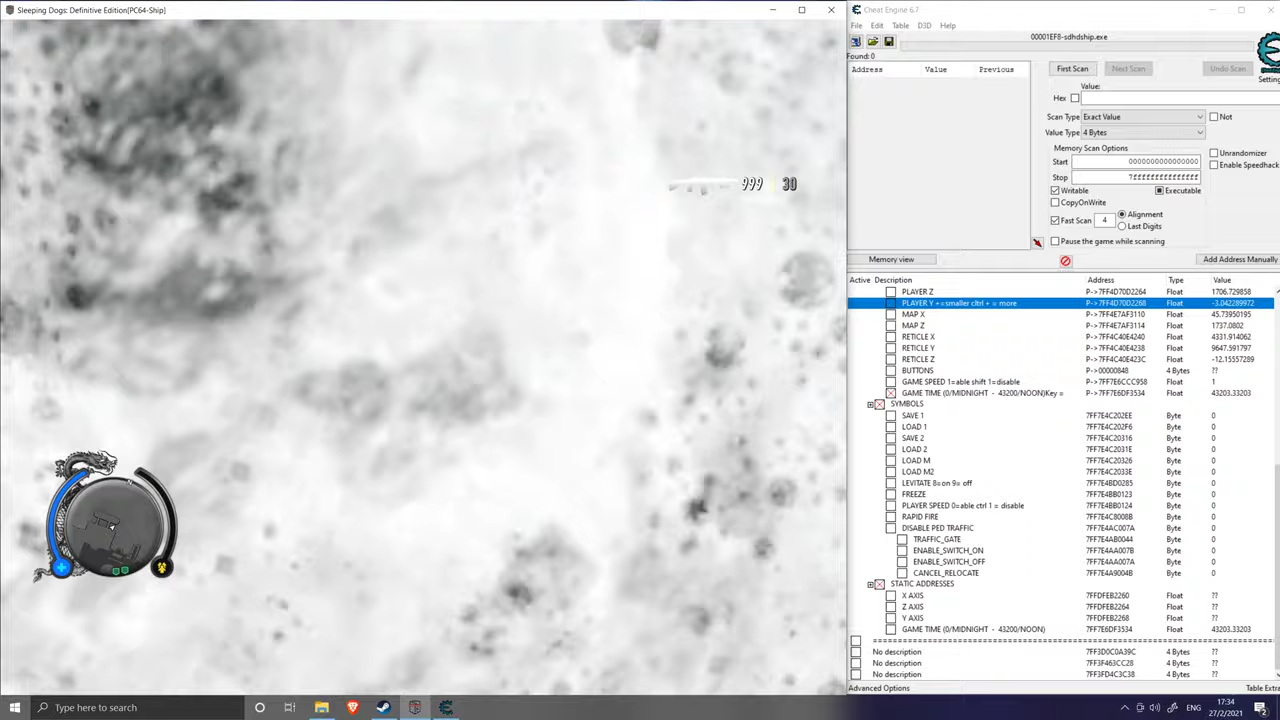 Sleeping Dogs: Definitive Edition[PC64-Ship]
999 30
Cheat Engine 6.7
File Edit Table D3D Help
00001EF8-sdhdship.exe
Found: 0
Address Value Previous
First Scan Next Scan Undo Scan
Settings
Value:
Hex
Scan Type Exact Value Not
Value Type 4 Bytes
Memory Scan Options
Start 0000000000000000
Stop 7fffffffffffffff
Unrandomizer
Enable Speedhack
Writable Executable
CopyOnWrite
Fast Scan 4 Alignment
Last Digits
Pause the game while scanning
Memory view Add Address Manually
Active Description Address Type Value
PLAYER Z P->7FF4D70D2264 Float 1706.729858
PLAYER Y +=smaller cltrl + = more P->7FF4D70D2268 Float -3.042289972
MAP X P->7FF4E7AF3110 Float 45.73950195
MAP Z P->7FF4E7AF3114 Float 1737.0802
RETICLE X P->7FF4C40E4240 Float 4331.914062
RETICLE Y P->7FF4C40E4238 Float 9647.591797
RETICLE Z P->7FF4C40E423C Float -12.15557289
BUTTONS P->00000848 4 Bytes ??
GAME SPEED 1=able shift 1=disable P->7FF7E6CCC958 Float 1
GAME TIME (0/MIDNIGHT - 43200/NOON)Key = P->7FF7E6DF3534 Float 43203.33203
SYMBOLS
SAVE 1 7FF7E4C202EE Byte 0
LOAD 1 7FF7E4C202F6 Byte 0
SAVE 2 7FF7E4C20316 Byte 0
LOAD 2 7FF7E4C2031E Byte 0
LOAD M 7FF7E4C20326 Byte 0
LOAD M2 7FF7E4C2033E Byte 0
LEVITATE 8=on 9= off 7FF7E4BD0285 Byte 0
FREEZE 7FF7E4BB0123 Byte 0
PLAYER SPEED 0=able ctrl 1 = disable 7FF7E4BB0124 Byte 0
RAPID FIRE 7FF7E4C8008B Byte 0
DISABLE PED TRAFFIC 7FF7E4AC007A Byte 0
TRAFFIC_GATE 7FF7E4AB0044 Byte 0
ENABLE_SWITCH_ON 7FF7E4AA007B Byte 0
ENABLE_SWITCH_OFF 7FF7E4AA007A Byte 0
CANCEL_RELOCATE 7FF7E4A9004B Byte 0
STATIC ADDRESSES
X AXIS 7FFDFEB2260 Float ??
Z AXIS 7FFDFEB2264 Float ??
Y AXIS 7FFDFEB2268 Float ??
GAME TIME (0/MIDNIGHT - 43200/NOON) 7FF7E6DF3534 Float 43203.33203
No description 7FF3D0C0A39C 4 Bytes ??
No description 7FF3F463CC28 4 Bytes ??
No description 7FF3FD4C3C38 4 Bytes ??
Advanced Options Table Extra
Type here to search
ENG
17:34
27/2/2021
2